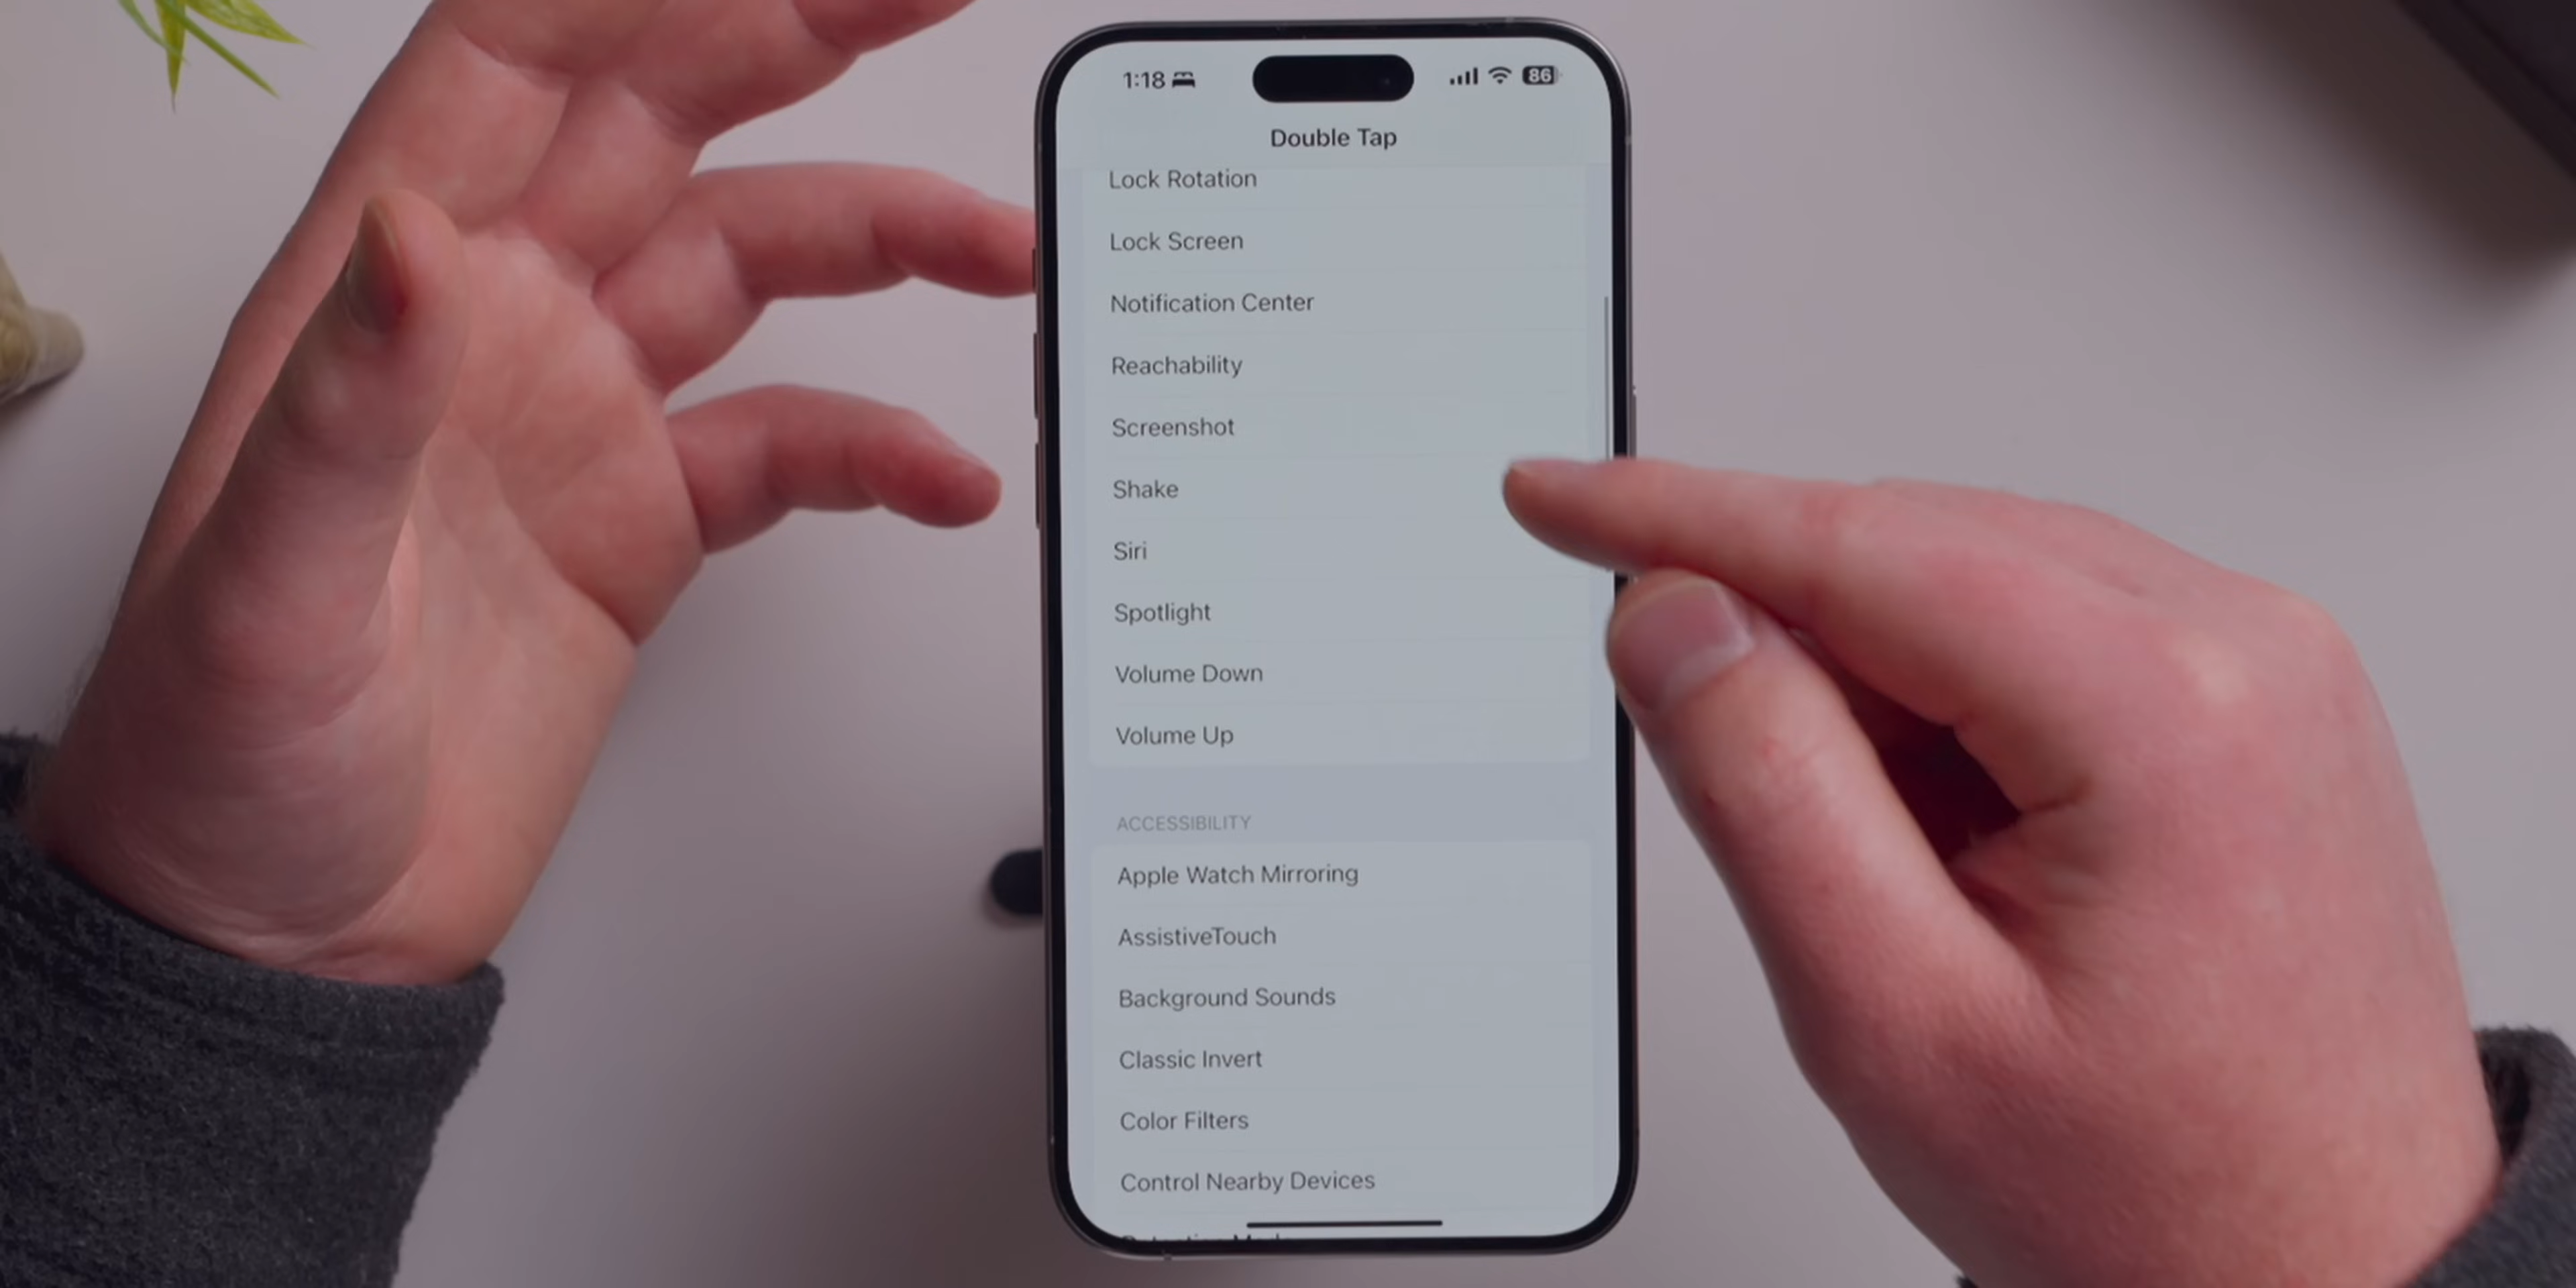 1:18
86
Double Tap
Lock Rotation
Lock Screen
Notification Center
Reachability
Screenshot
Shake
Siri
Spotlight
Volume Down
Volume Up
ACCESSIBILITY
Apple Watch Mirroring
AssistiveTouch
Background Sounds
Classic Invert
Color Filters
Control Nearby Devices